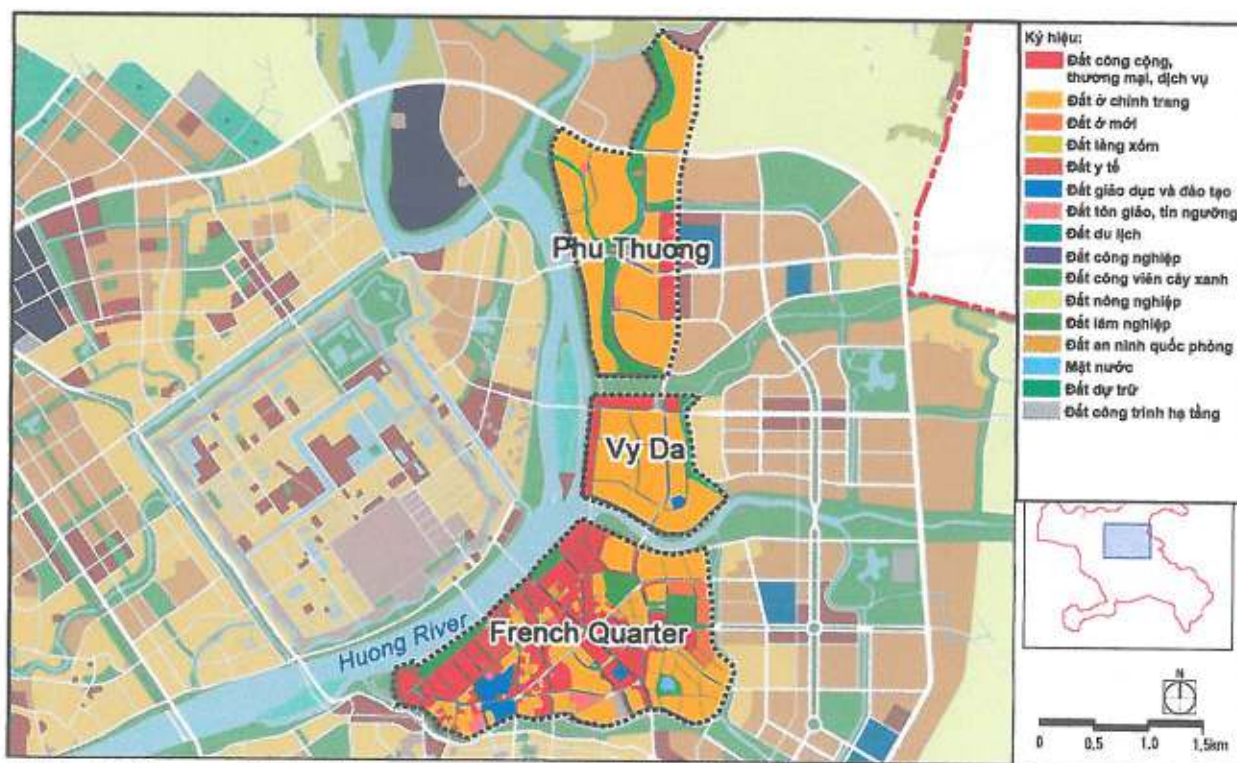 Phu Thuong
Vy Da
French Quarter
Huong River
Ký hiệu:
Đất công cộng,
thương mại, dịch vụ
Đất ở chỉnh trang
Đất ở mới
Đất làng xóm
Đất y tế
Đất giáo dục và đào tạo
Đất tôn giáo, tín ngưỡng
Đất du lịch
Đất công nghiệp
Đất công viên cây xanh
Đất nông nghiệp
Đất lâm nghiệp
Đất an ninh quốc phòng
Mặt nước
Đất dự trữ
Đất công trình hạ tầng
N
0 0,5 1,0 1,5km